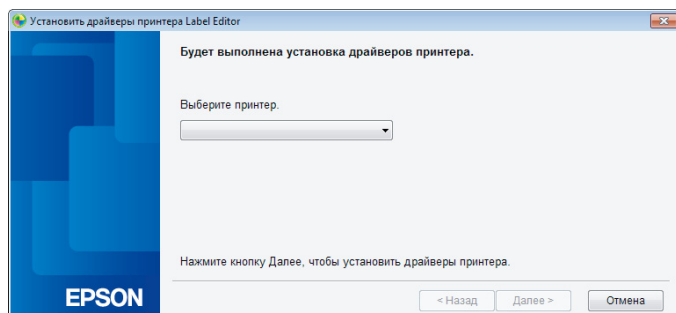 Установить драйверы принтера Label Editor
Будет выполнена установка драйверов принтера.
Выберите принтер.
Нажмите кнопку Далее, чтобы установить драйверы принтера.
EPSON
< Назад
Далее >
Отмена